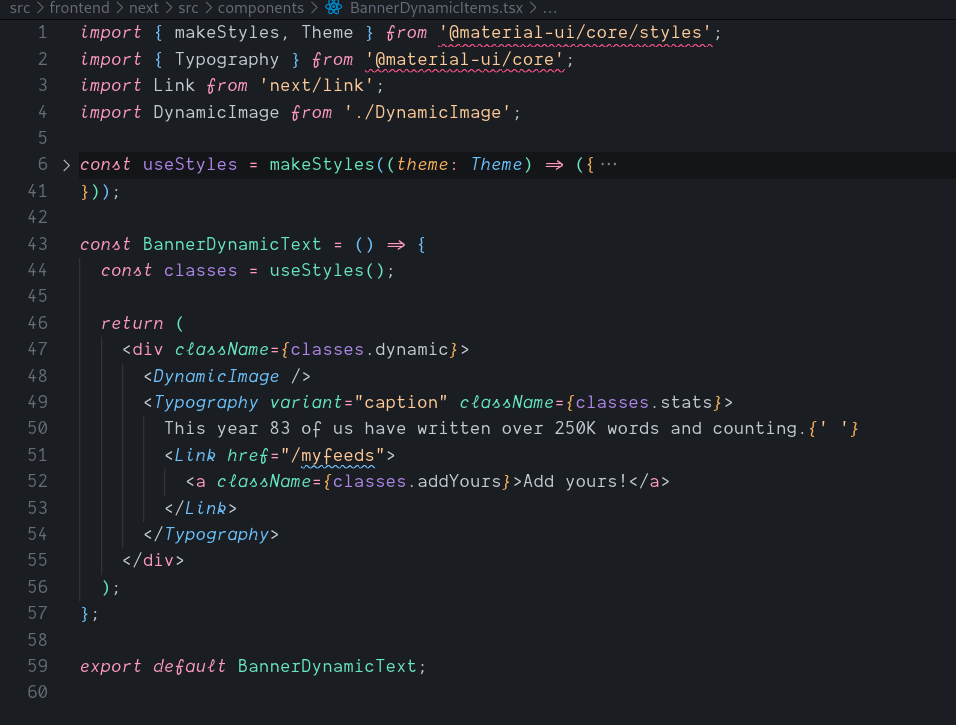 src > frontend > next > src > components > BannerDynamicItems.tsx > ...
1 import { makeStyles, Theme } from '@material-ui/core/styles';
2 import { Typography } from '@material-ui/core';
3 import Link from 'next/link';
4 import DynamicImage from './DynamicImage';
5
6 > const useStyles = makeStyles((theme: Theme) => ({ ···
41 }));
42
43 const BannerDynamicText = () => {
44   const classes = useStyles();
45
46   return (
47     <div className={classes.dynamic}>
48       <DynamicImage />
49       <Typography variant="caption" className={classes.stats}>
50         This year 83 of us have written over 250K words and counting.{' '}
51         <Link href="/myfeeds">
52           <a className={classes.addYours}>Add yours!</a>
53         </Link>
54       </Typography>
55     </div>
56   );
57 };
58
59 export default BannerDynamicText;
60